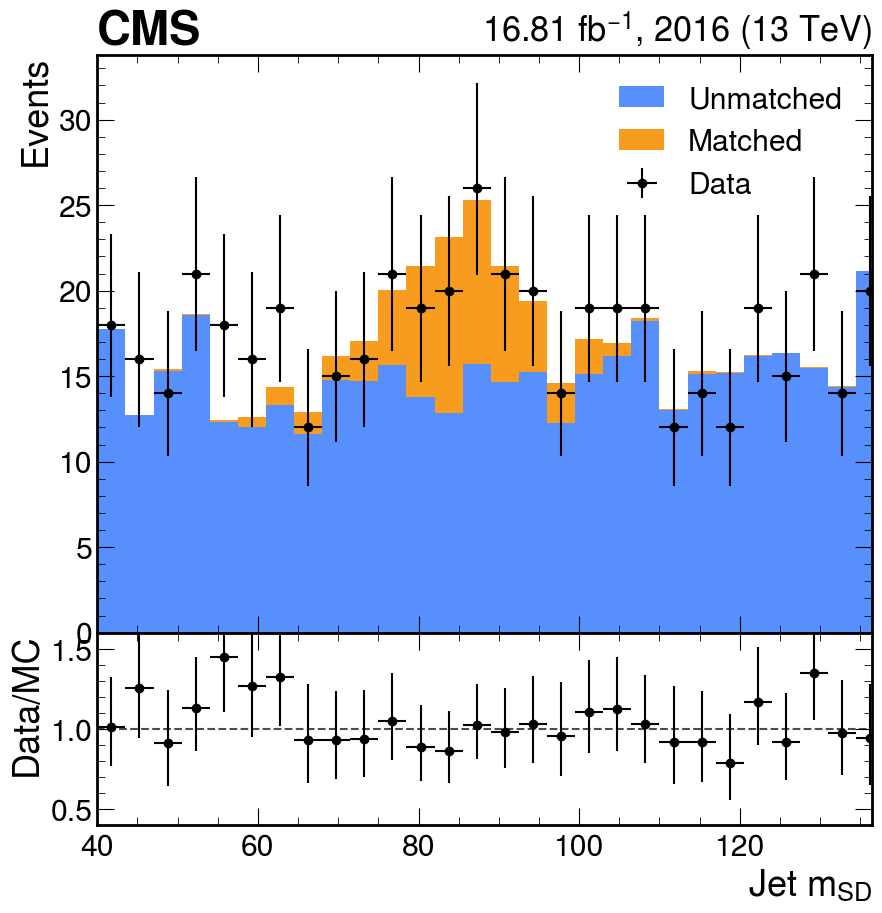 CMS 16.81 fb⁻¹, 2016 (13 TeV)
Events
30
25
20
15
10
5
0
Unmatched
Matched
Data
Data/MC
1.5
1.0
0.5
40 60 80 100 120
Jet m_SD